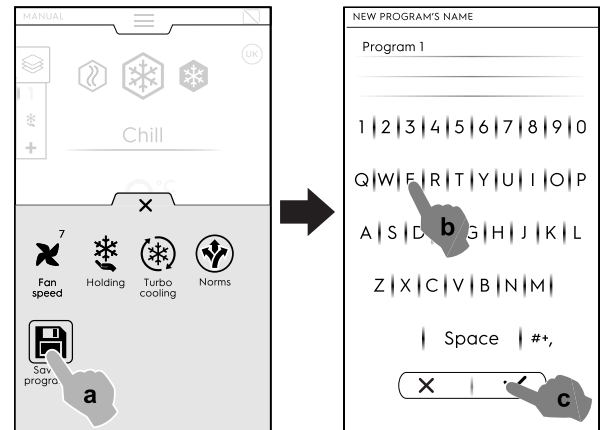 MANUAL
UK
1
Chill
7
Fan speed
Holding
Turbo cooling
Norms
a
NEW PROGRAM'S NAME
Program 1
1 2 3 4 5 6 7 8 9 0
Q W E R T Y U I O P
A S D G H J K L
Z X C V B N M
Space #+,
b
c